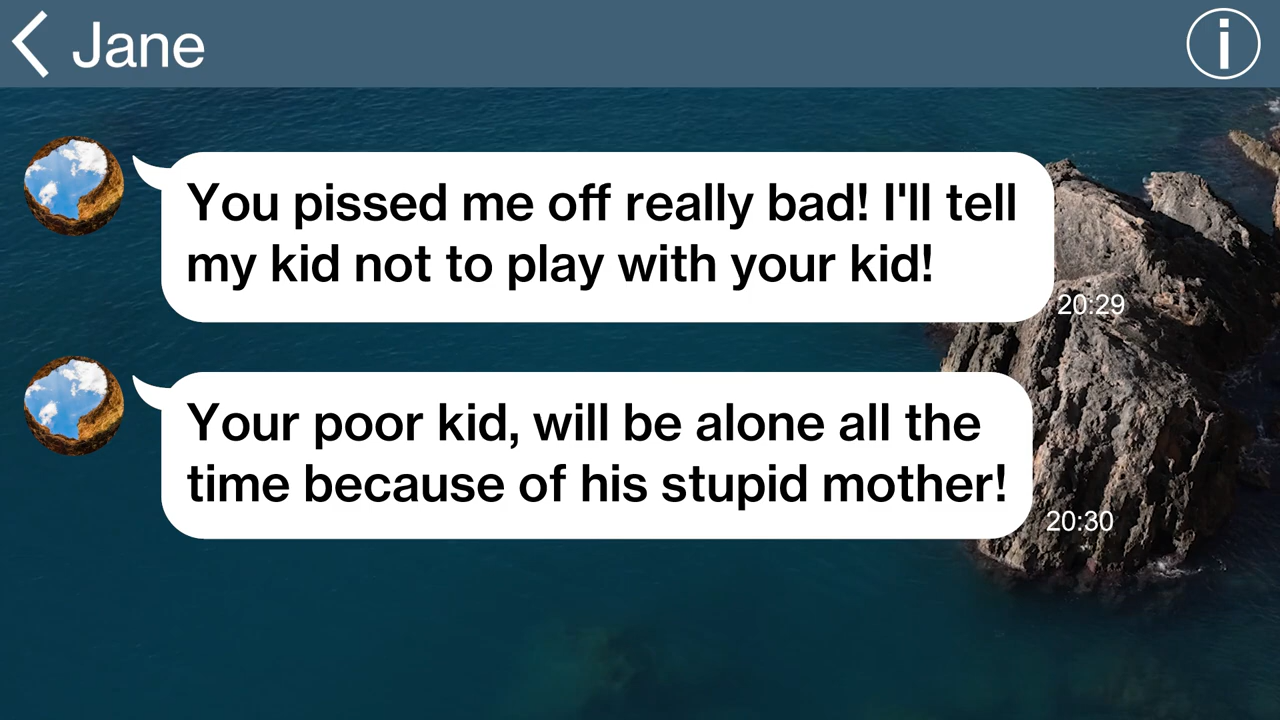 Jane
You pissed me off really bad! I'll tell
my kid not to play with your kid!
20:29
Your poor kid, will be alone all the
time because of his stupid mother!
20:30